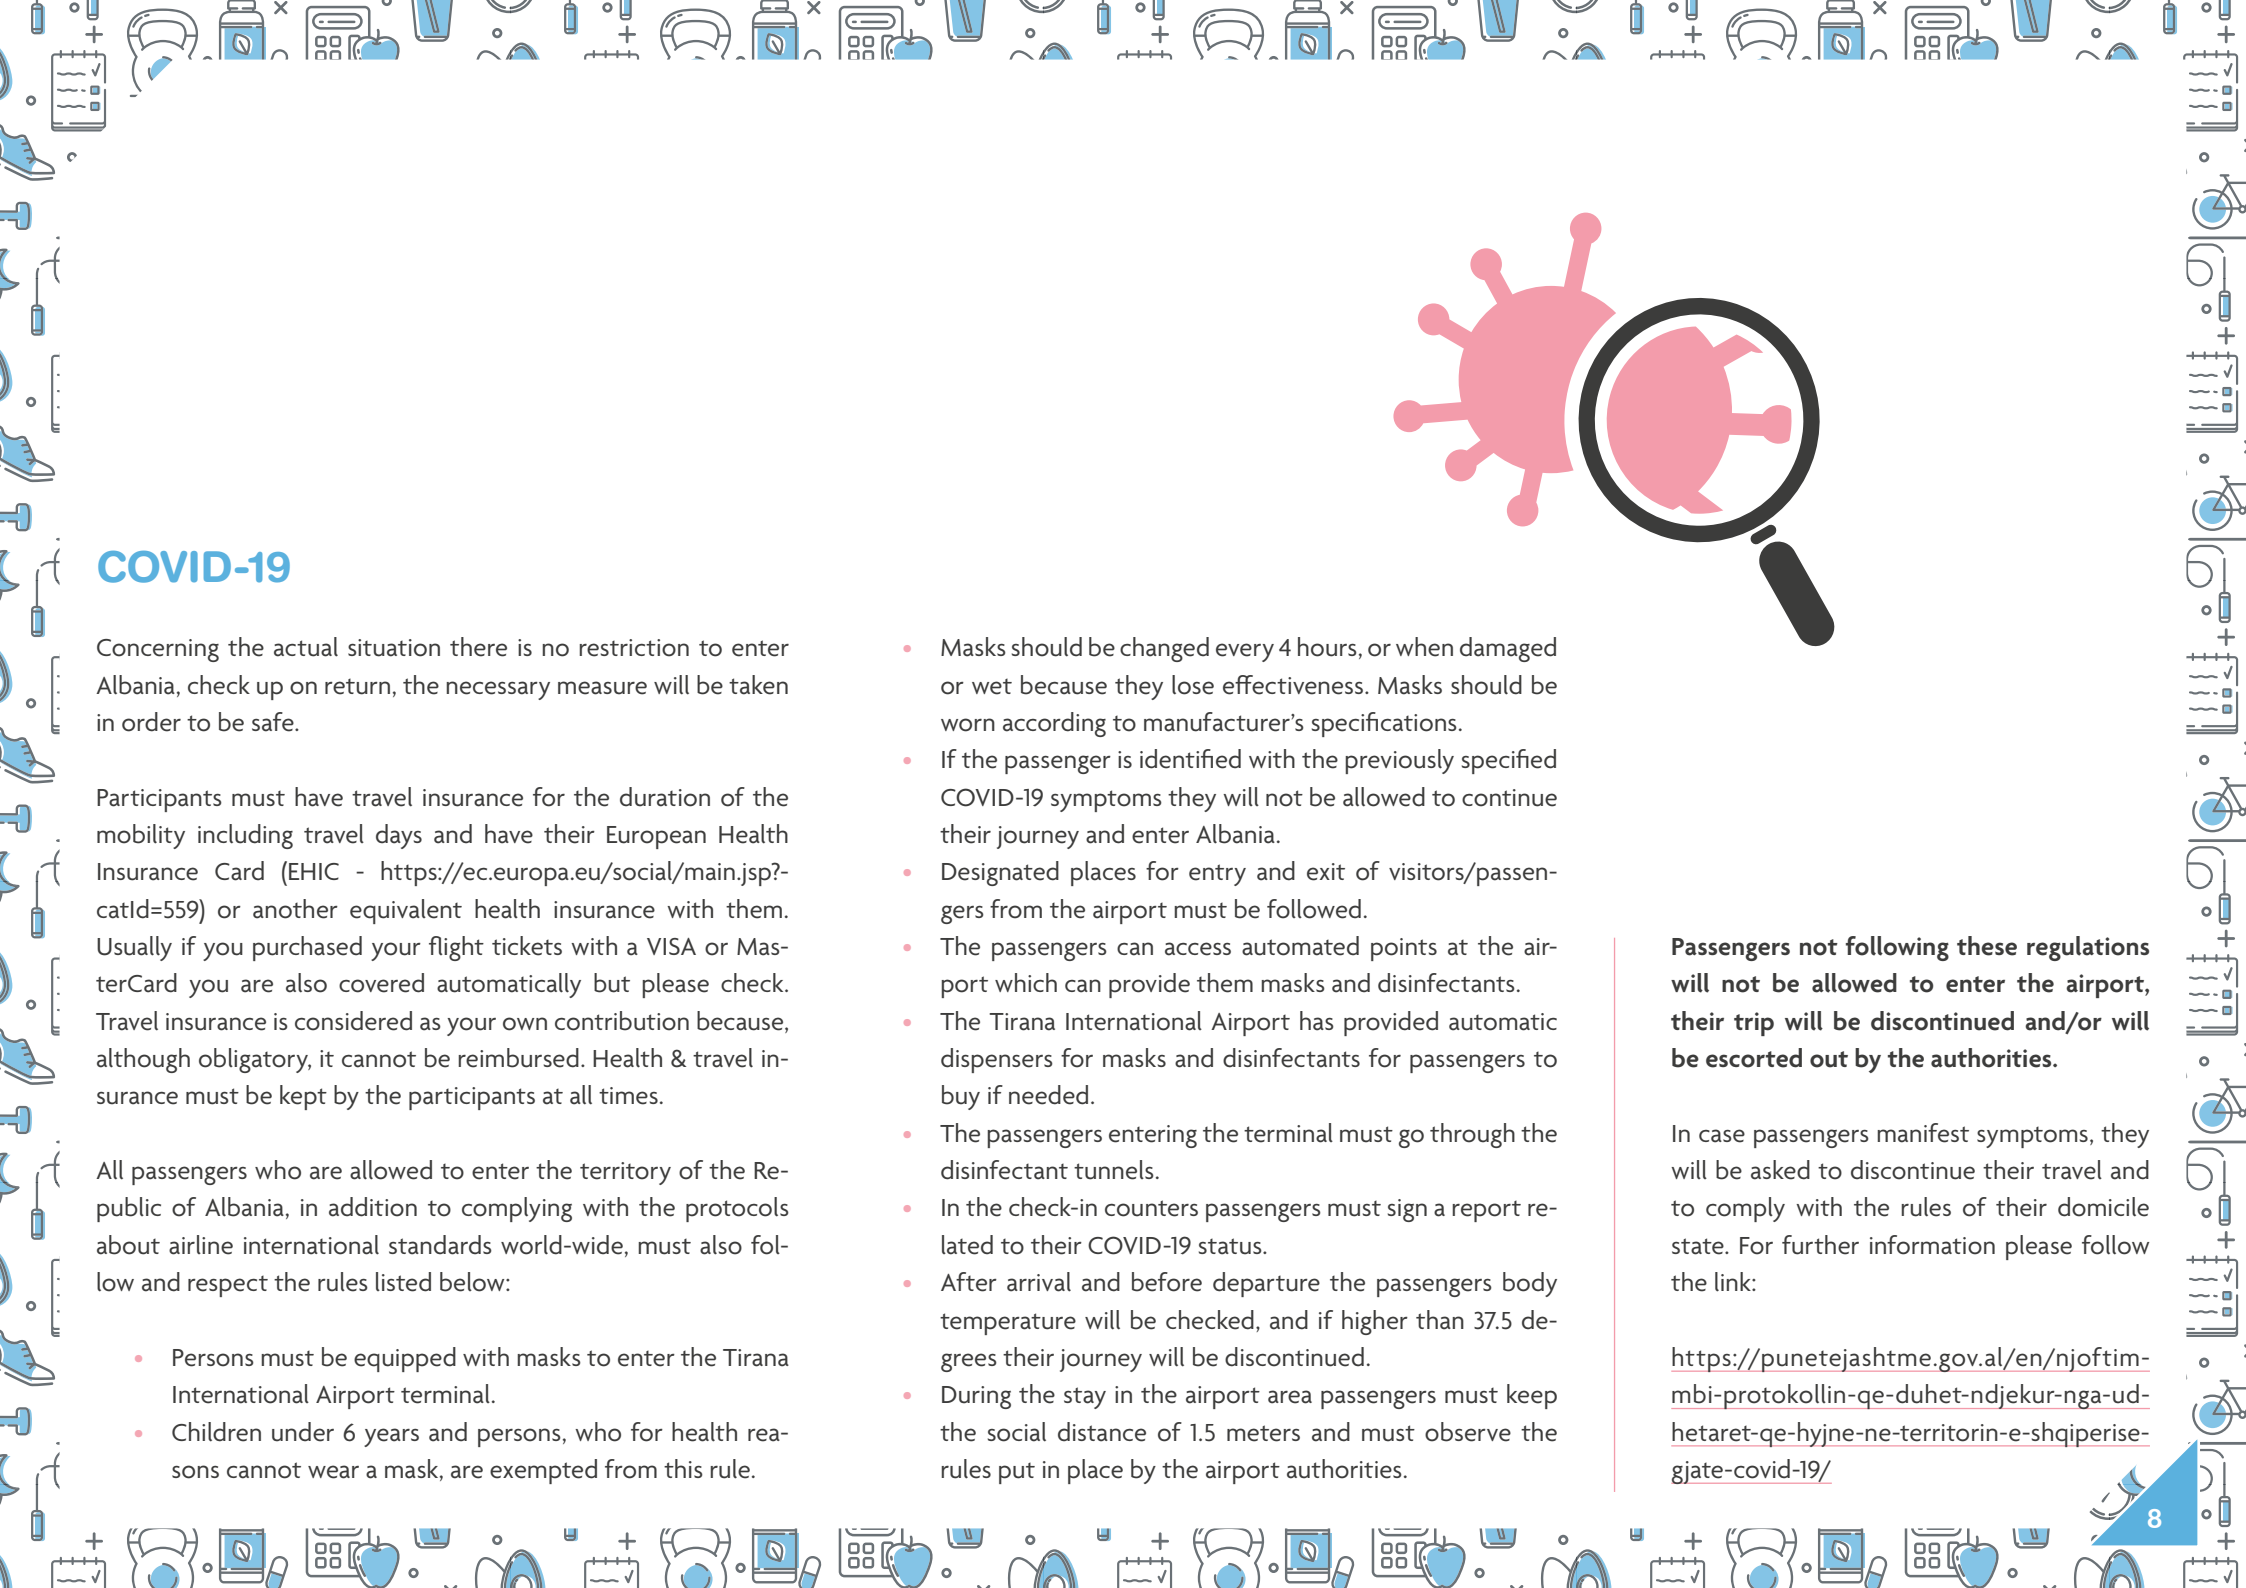 COVID-19
Concerning the actual situation there is no restriction to enter
Albania, check up on return, the necessary measure will be taken
in order to be safe.
Participants must have travel insurance for the duration of the
mobility including travel days and have their European Health
Insurance Card (EHIC - https://ec.europa.eu/social/main.jsp?-
catId=559) or another equivalent health insurance with them.
Usually if you purchased your flight tickets with a VISA or Mas-
terCard you are also covered automatically but please check.
Travel insurance is considered as your own contribution because,
although obligatory, it cannot be reimbursed. Health & travel in-
surance must be kept by the participants at all times.
All passengers who are allowed to enter the territory of the Re-
public of Albania, in addition to complying with the protocols
about airline international standards world-wide, must also fol-
low and respect the rules listed below:
• Persons must be equipped with masks to enter the Tirana
International Airport terminal.
• Children under 6 years and persons, who for health rea-
sons cannot wear a mask, are exempted from this rule.
• Masks should be changed every 4 hours, or when damaged
or wet because they lose effectiveness. Masks should be
worn according to manufacturer's specifications.
• If the passenger is identified with the previously specified
COVID-19 symptoms they will not be allowed to continue
their journey and enter Albania.
• Designated places for entry and exit of visitors/passen-
gers from the airport must be followed.
• The passengers can access automated points at the air-
port which can provide them masks and disinfectants.
• The Tirana International Airport has provided automatic
dispensers for masks and disinfectants for passengers to
buy if needed.
• The passengers entering the terminal must go through the
disinfectant tunnels.
• In the check-in counters passengers must sign a report re-
lated to their COVID-19 status.
• After arrival and before departure the passengers body
temperature will be checked, and if higher than 37.5 de-
grees their journey will be discontinued.
• During the stay in the airport area passengers must keep
the social distance of 1.5 meters and must observe the
rules put in place by the airport authorities.
Passengers not following these regulations
will not be allowed to enter the airport,
their trip will be discontinued and/or will
be escorted out by the authorities.
In case passengers manifest symptoms, they
will be asked to discontinue their travel and
to comply with the rules of their domicile
state. For further information please follow
the link:
https://punetejashtme.gov.al/en/njoftim-
mbi-protokollin-qe-duhet-ndjekur-nga-ud-
hetaret-qe-hyjne-ne-territorin-e-shqiperise-
gjate-covid-19/
8